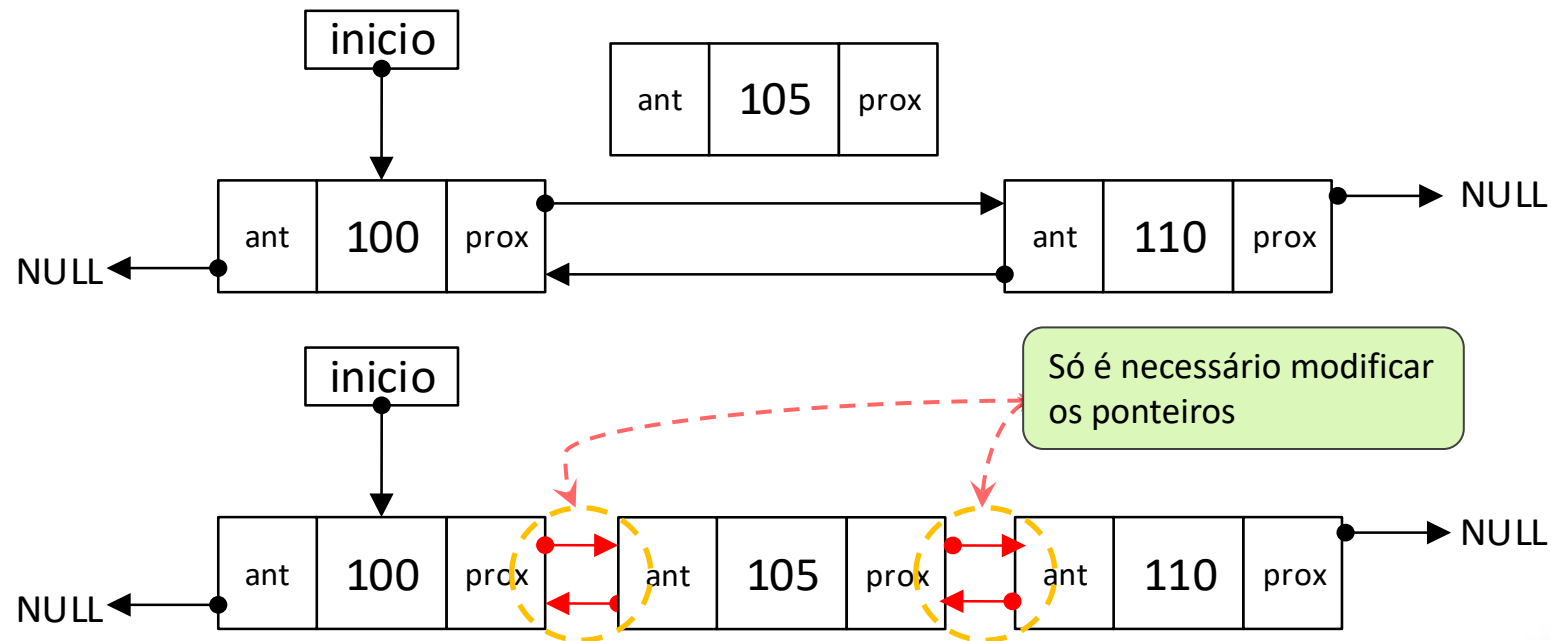 inicio
ant 105 prox
NULL
ant 100 prox
ant 110 prox
NULL
Só é necessário modificar
os ponteiros
inicio
NULL
ant 100 prox
ant 105 prox
ant 110 prox
NULL